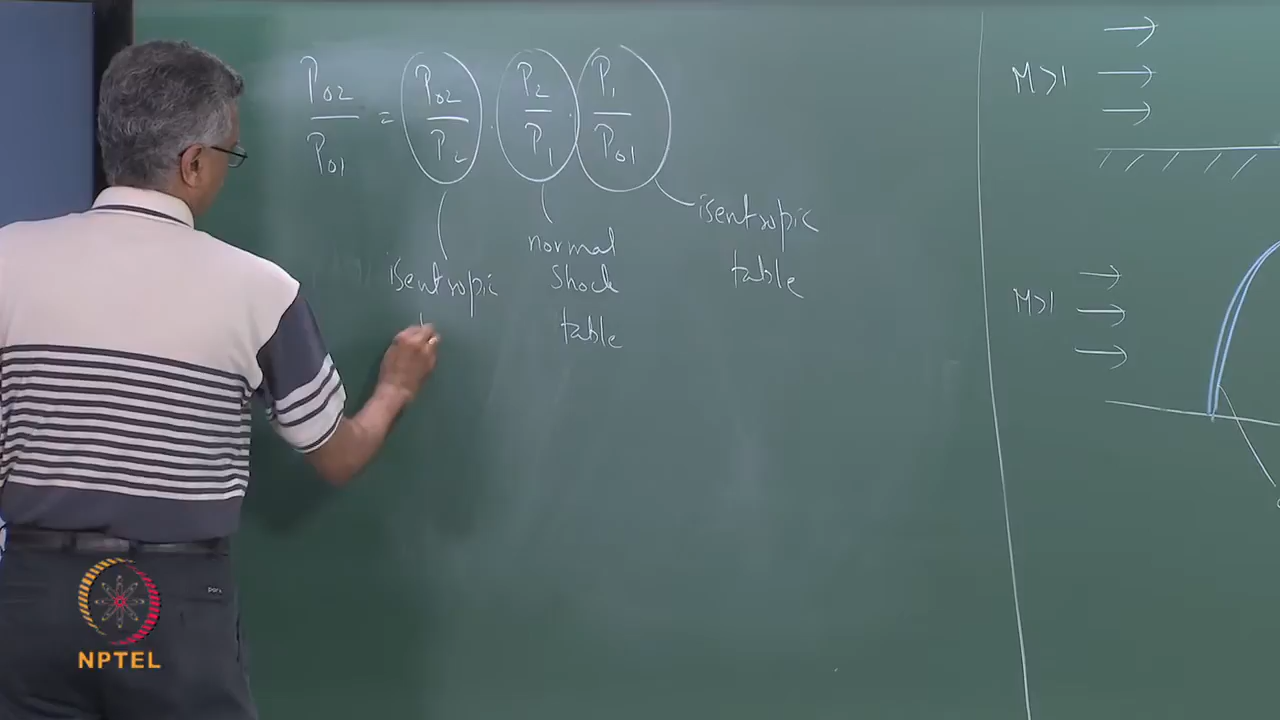 P02/P01 = P02/P2 · P2/P1 · P1/P01
isentropic
t
normal
shock
table
isentropic
table
M>1
M>1
NPTEL